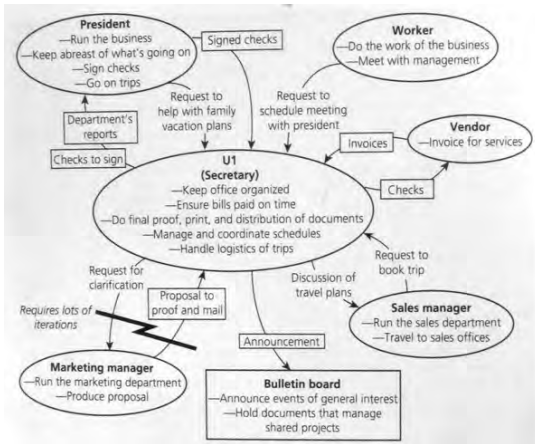 President
—Run the business
—Keep abreast of what's going on
—Sign checks
—Go on trips
Signed checks
Worker
—Do the work of the business
—Meet with management
Request to
help with family
vacation plans
Request to
schedule meeting
with president
Department's
reports
Checks to sign
Vendor
—Invoice for services
Invoices
Checks
U1
(Secretary)
—Keep office organized
—Ensure bills paid on time
—Do final proof, print, and distribution of documents
—Manage and coordinate schedules
—Handle logistics of trips
Request for
clarification
Requires lots of
iterations
Proposal to
proof and mail
Discussion of
travel plans
Request to
book trip
Sales manager
—Run the sales department
—Travel to sales offices
Announcement
Marketing manager
—Run the marketing department
—Produce proposal
Bulletin board
—Announce events of general interest
—Hold documents that manage
shared projects